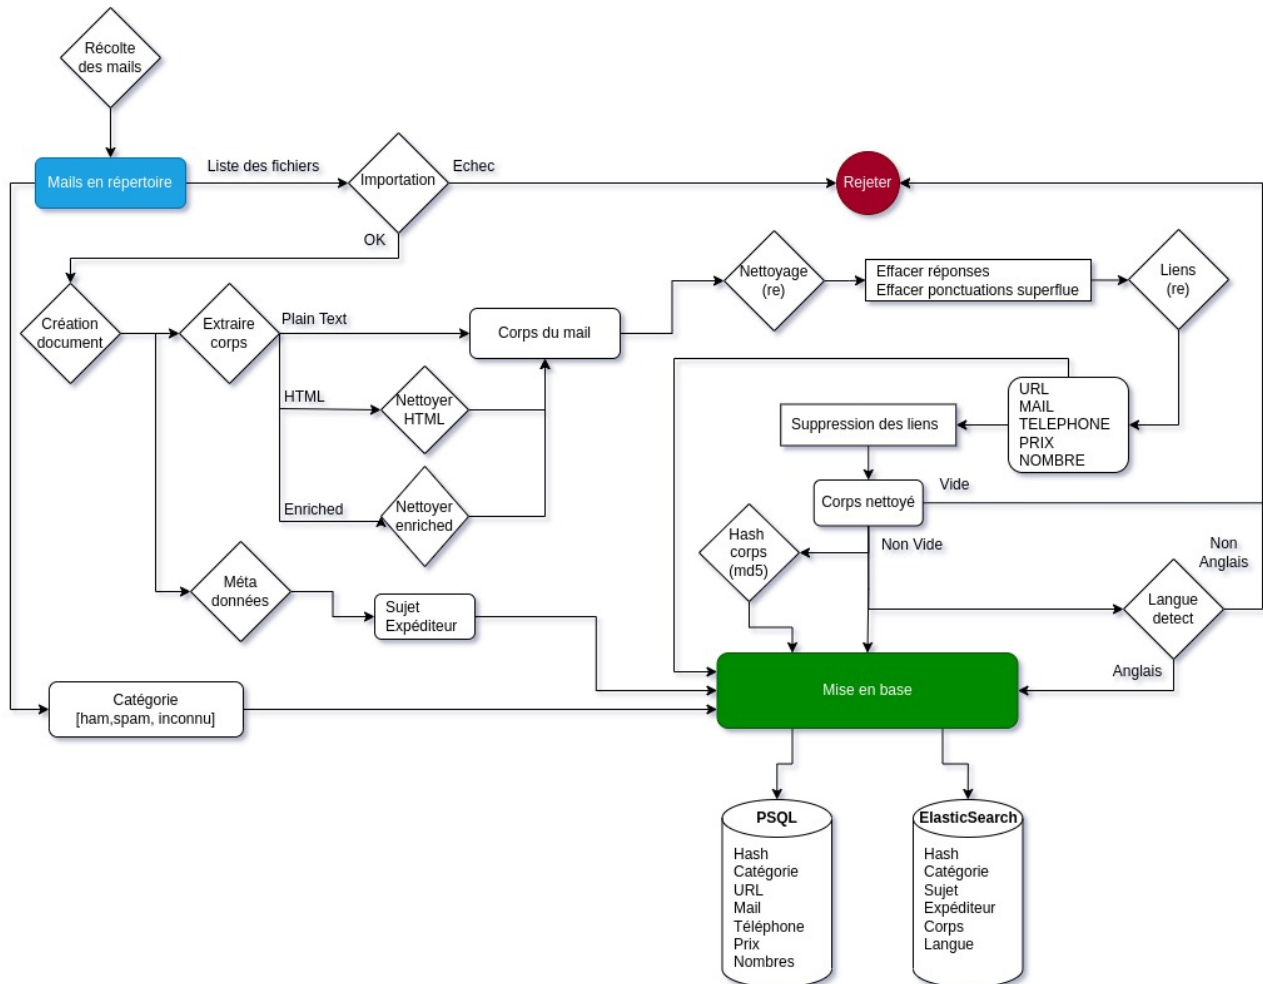 Récolte
des mails
Mails en répertoire
Liste des fichiers
Importation
Echec
Rejeter
OK
Création
document
Extraire
corps
Plain Text
HTML
Enriched
Nettoyer
HTML
Nettoyer
enriched
Corps du mail
Nettoyage
(re)
Effacer réponses
Effacer ponctuations superflue
Liens
(re)
URL
MAIL
TELEPHONE
PRIX
NOMBRE
Suppression des liens
Corps nettoyé
Vide
Non Vide
Hash
corps
(md5)
Non
Anglais
Langue
detect
Anglais
Méta
données
Sujet
Expéditeur
Catégorie
[ham,spam, inconnu]
Mise en base
PSQL
Hash
Catégorie
URL
Mail
Téléphone
Prix
Nombres
ElasticSearch
Hash
Catégorie
Sujet
Expéditeur
Corps
Langue